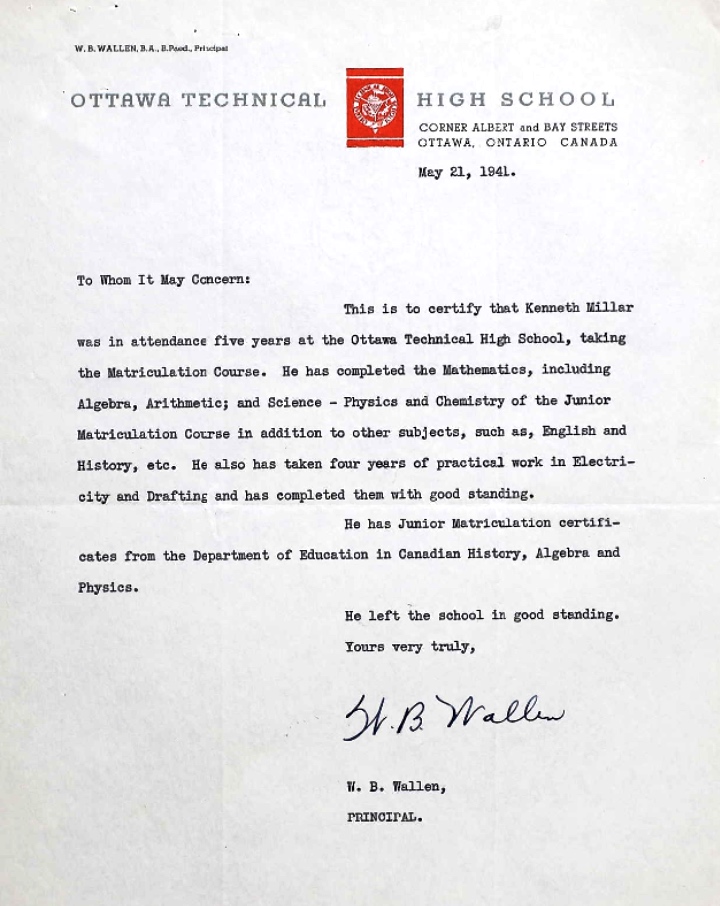 W. B. WALLEN, B.A., B.Paed., Principal
OTTAWA TECHNICAL HIGH SCHOOL
CORNER ALBERT and BAY STREETS
OTTAWA, ONTARIO CANADA
May 21, 1941.
To Whom It May Concern:
This is to certify that Kenneth Millar
was in attendance five years at the Ottawa Technical High School, taking
the Matriculation Course. He has completed the Mathematics, including
Algebra, Arithmetic; and Science - Physics and Chemistry of the Junior
Matriculation Course in addition to other subjects, such as, English and
History, etc. He also has taken four years of practical work in Electri-
city and Drafting and has completed them with good standing.
He has Junior Matriculation certifi-
cates from the Department of Education in Canadian History, Algebra and
Physics.
He left the school in good standing.
Yours very truly,
W. B. Wallen
W. B. Wallen,
PRINCIPAL.